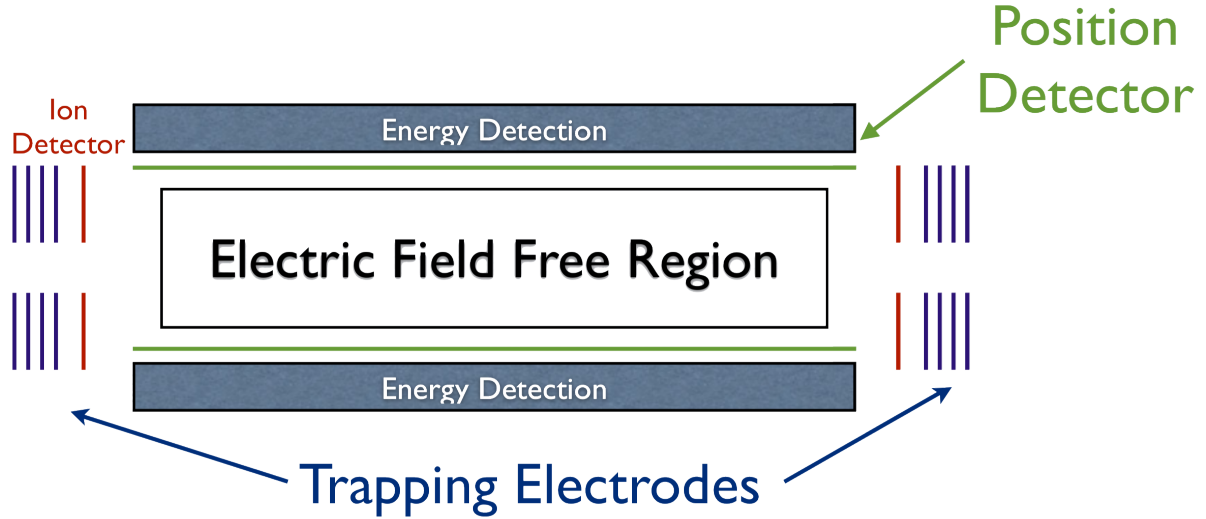 Position
Detector
Ion
Detector
Energy Detection
Electric Field Free Region
Energy Detection
Trapping Electrodes